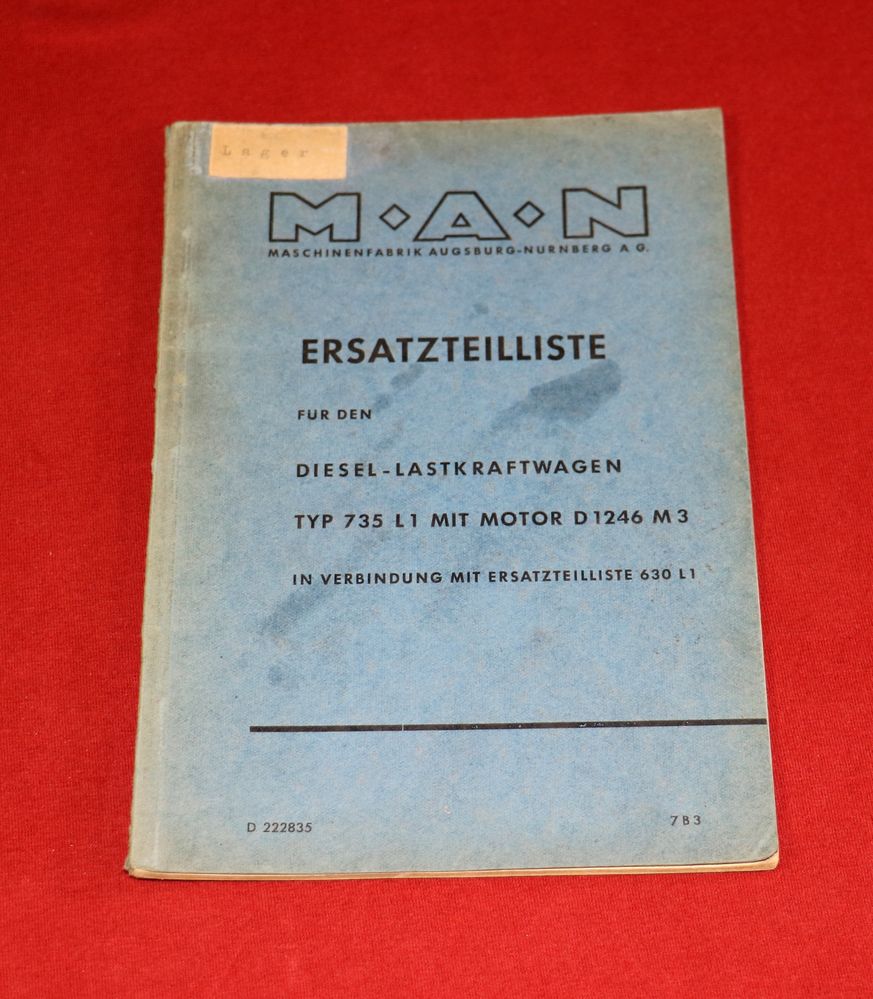 Lager
M·A·N
MASCHINENFABRIK AUGSBURG-NÜRNBERG A G.
ERSATZTEILLISTE
FÜR DEN
DIESEL-LASTKRAFTWAGEN
TYP 735 L1 MIT MOTOR D1246 M3
IN VERBINDUNG MIT ERSATZTEILLISTE 630 L1
D 222835
7 B 3